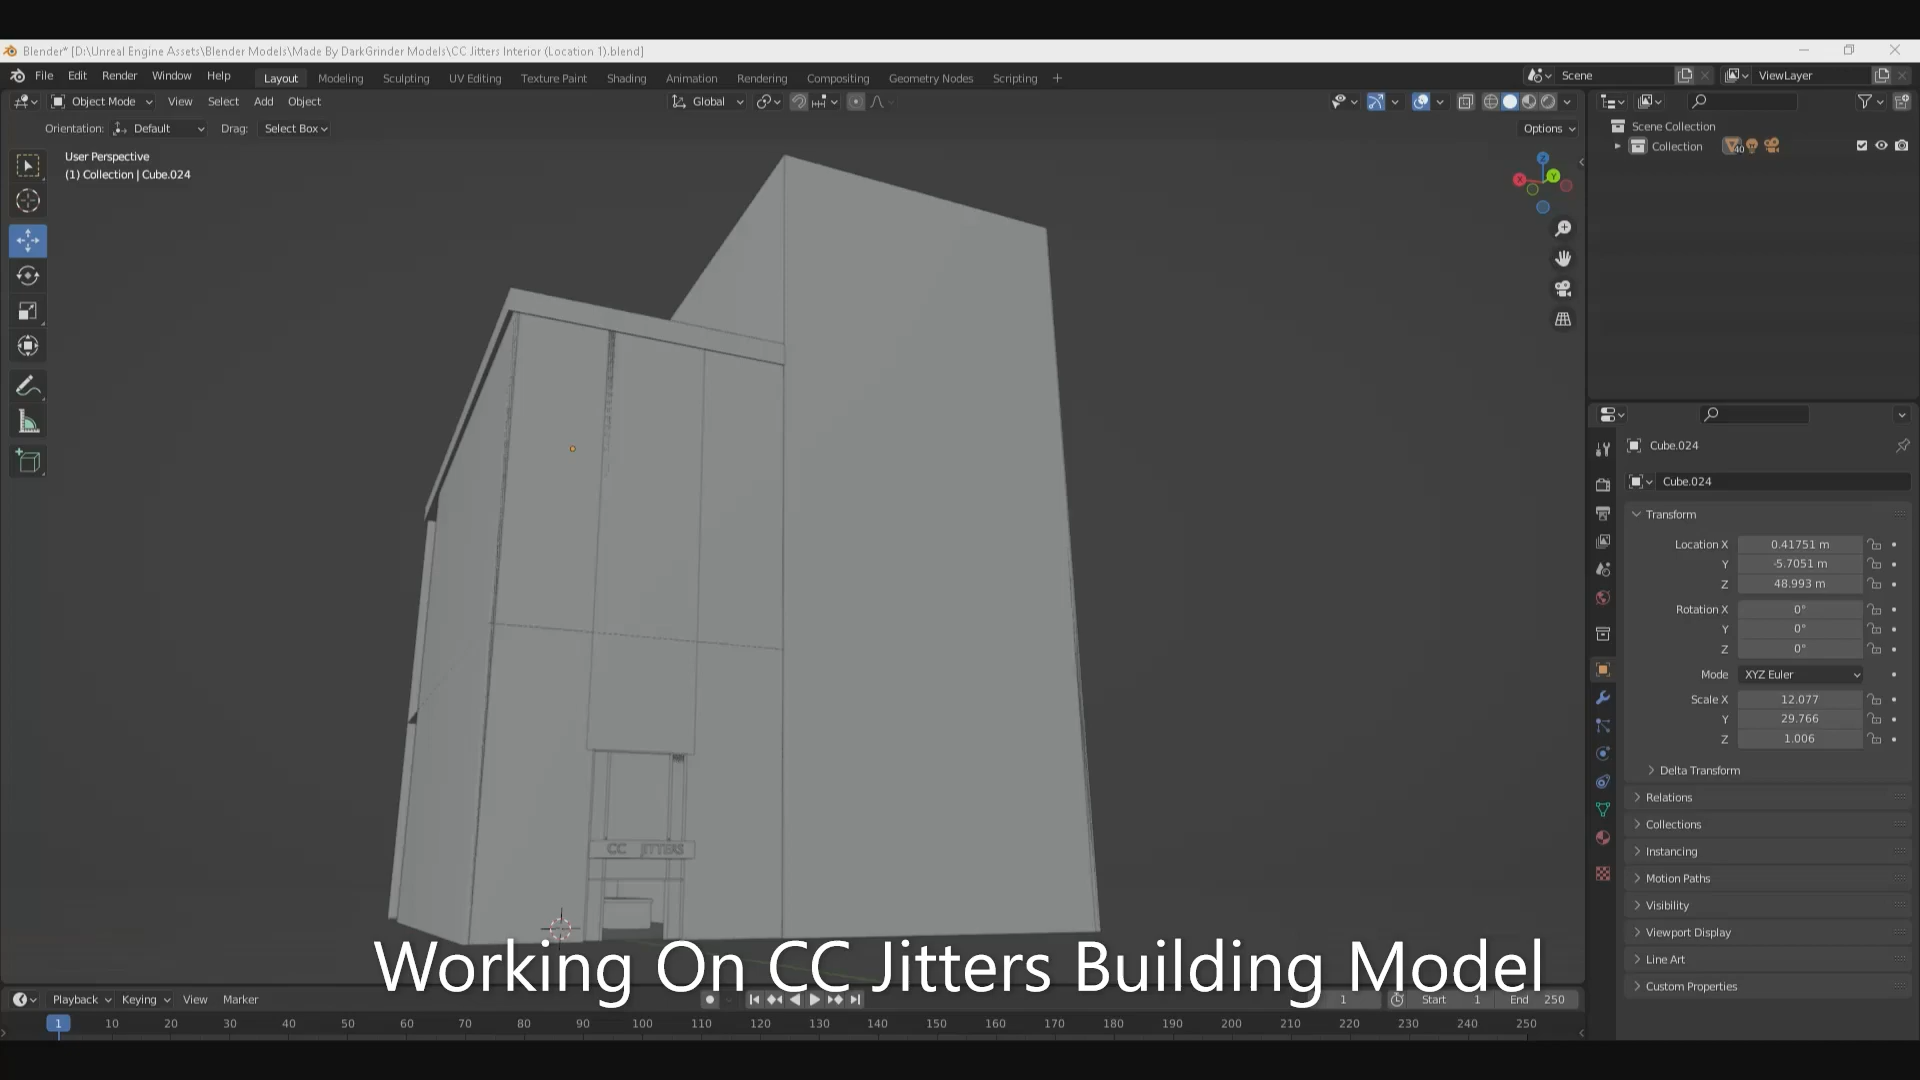 Blender* [D:\Unreal Engine Assets\Blender Models\Made By DarkGrinder Models\CC Jitters Interior (Location 1).blend]
File Edit Render Window Help Layout Modeling Sculpting UV Editing Texture Paint Shading Animation Rendering Compositing Geometry Nodes Scripting + Scene ViewLayer
Object Mode View Select Add Object Global
Orientation: Default Drag: Select Box Options
User Perspective
(1) Collection | Cube.024
Z
X
Y
CC JITTERS
Scene Collection
Collection 40
Cube.024
Cube.024
Transform
Location X 0.41751 m
Y -5.7051 m
Z 48.993 m
Rotation X 0°
Y 0°
Z 0°
Mode XYZ Euler
Scale X 12.077
Y 29.766
Z 1.006
Delta Transform
Relations
Collections
Instancing
Motion Paths
Visibility
Viewport Display
Line Art
Custom Properties
Working On CC Jitters Building Model
Playback Keying View Marker 1 Start 1 End 250
1 10 20 30 40 50 60 70 80 90 100 110 120 130 140 150 160 170 180 190 200 210 220 230 240 250